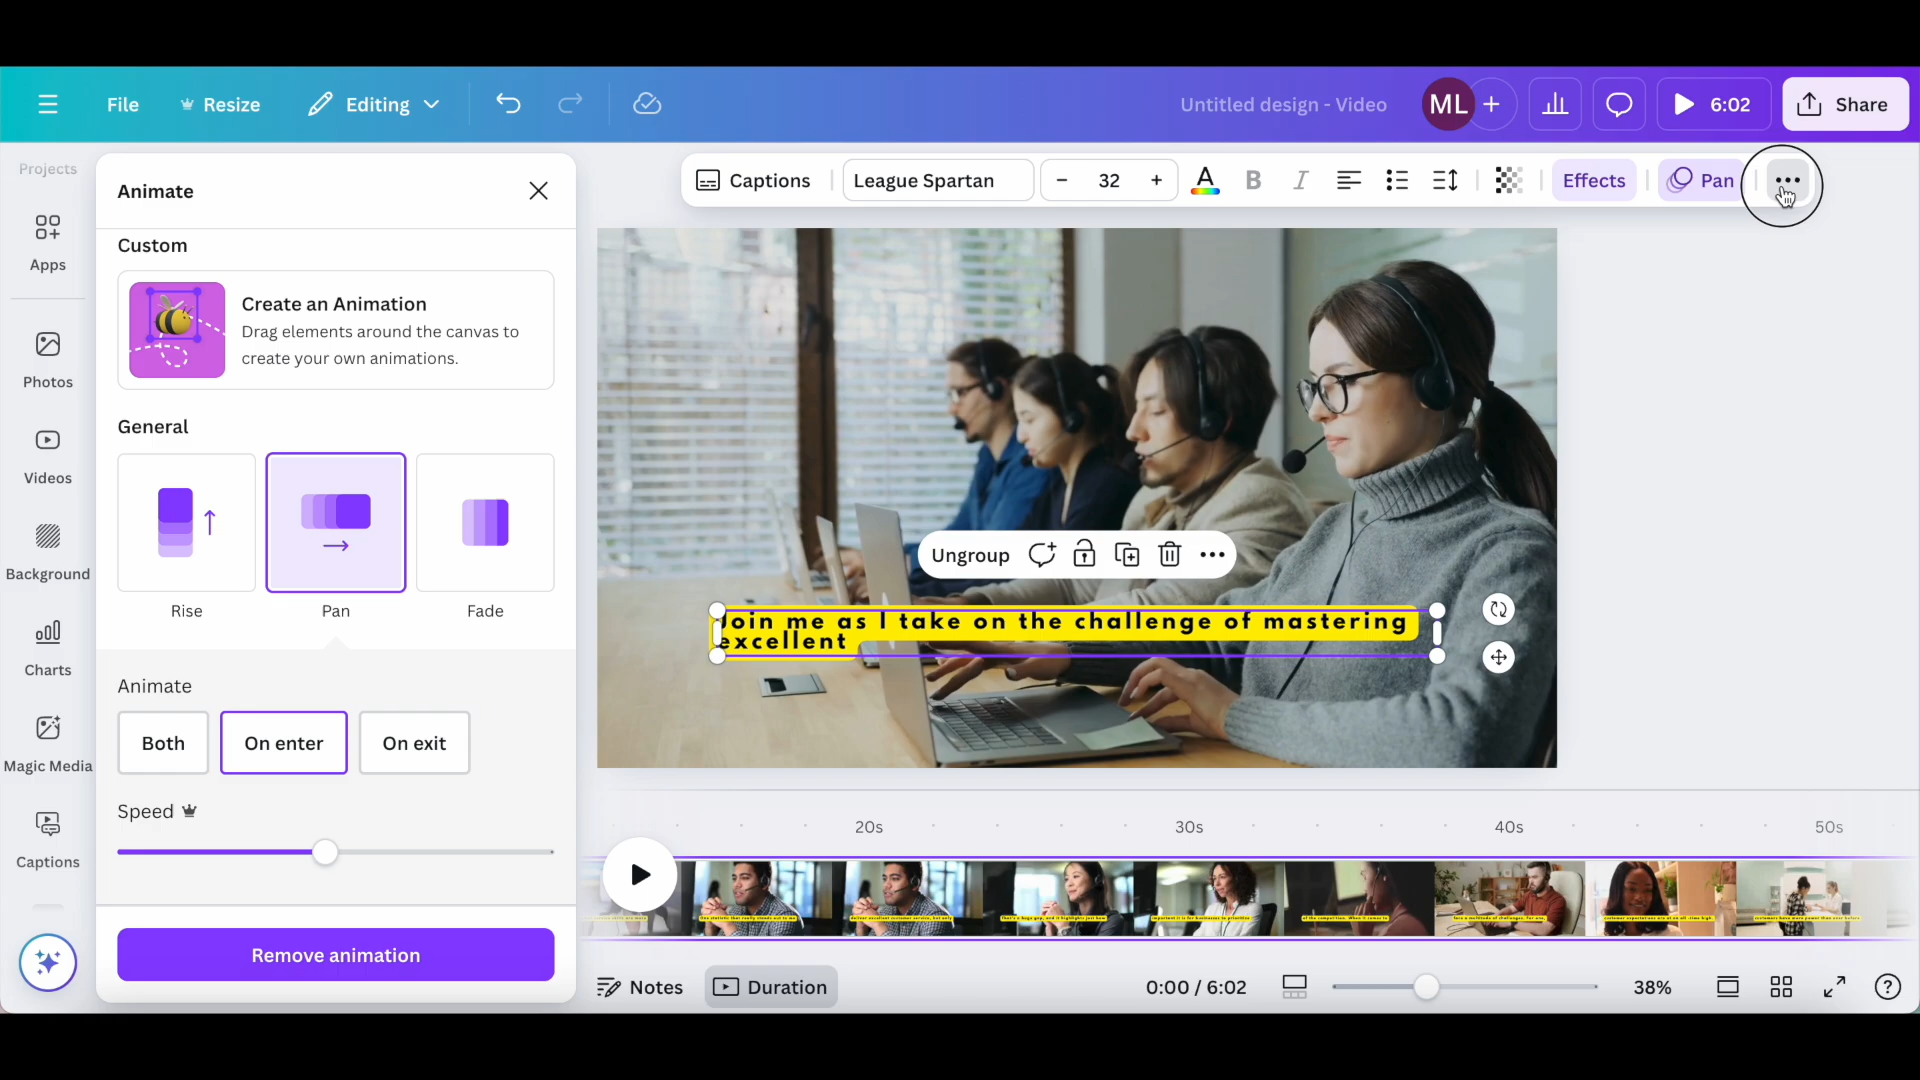 File
Resize
Editing
Untitled design - Video
ML
6:02
Share
Projects
Apps
Photos
Videos
Background
Charts
Magic Media
Captions
Animate
Custom
Create an Animation
Drag elements around the canvas to
create your own animations.
General
Rise
Pan
Fade
Animate
Both
On enter
On exit
Speed
Remove animation
Captions
League Spartan
32
A
B
I
Effects
Pan
Ungroup
Join me as I take on the challenge of mastering
excellent
20s
30s
40s
50s
Notes
Duration
0:00 / 6:02
38%
?